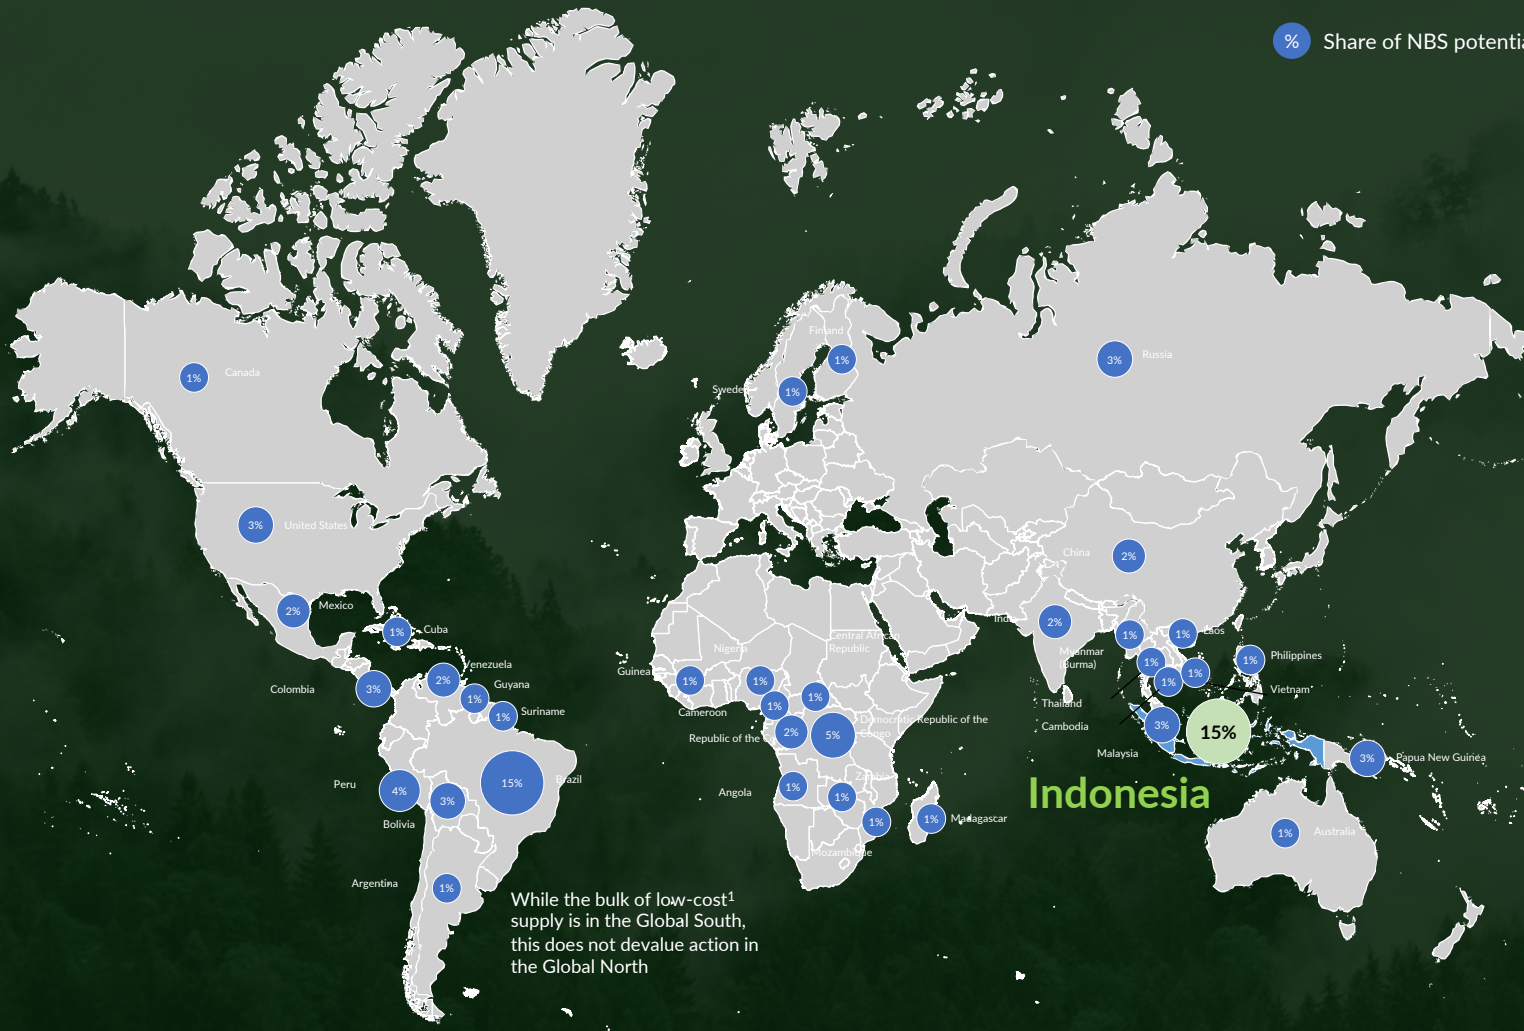 % Share of NBS potentia
Finland
1%
3% Russia
1% Canada
Swede
1%
3% United States
China 2%
2% Mexico
1% Cuba
India
2%
1%
1% Laos
Central African
Republic
Nigeria
Myanmar
(Burma)
1%
1% Philippines
Venezuela
2%
Guinea
1%
1%
1%
1%
1%
Colombia
3%
Guyana
1%
Vietnam
Thailand
1% Suriname
Cameroon
1%
Democratic Republic of the
Congo
Cambodia
Republic of the Co
2%
5%
3%
15%
Malaysia
3% Papua New Guinea
Peru
4%
15% Brazil
3%
Zambia
Angola
1%
1%
Indonesia
Bolivia
1%
1% Madagascar
1% Australia
Mozambique
Argentina
1%
While the bulk of low-cost¹
supply is in the Global South,
this does not devalue action in
the Global North